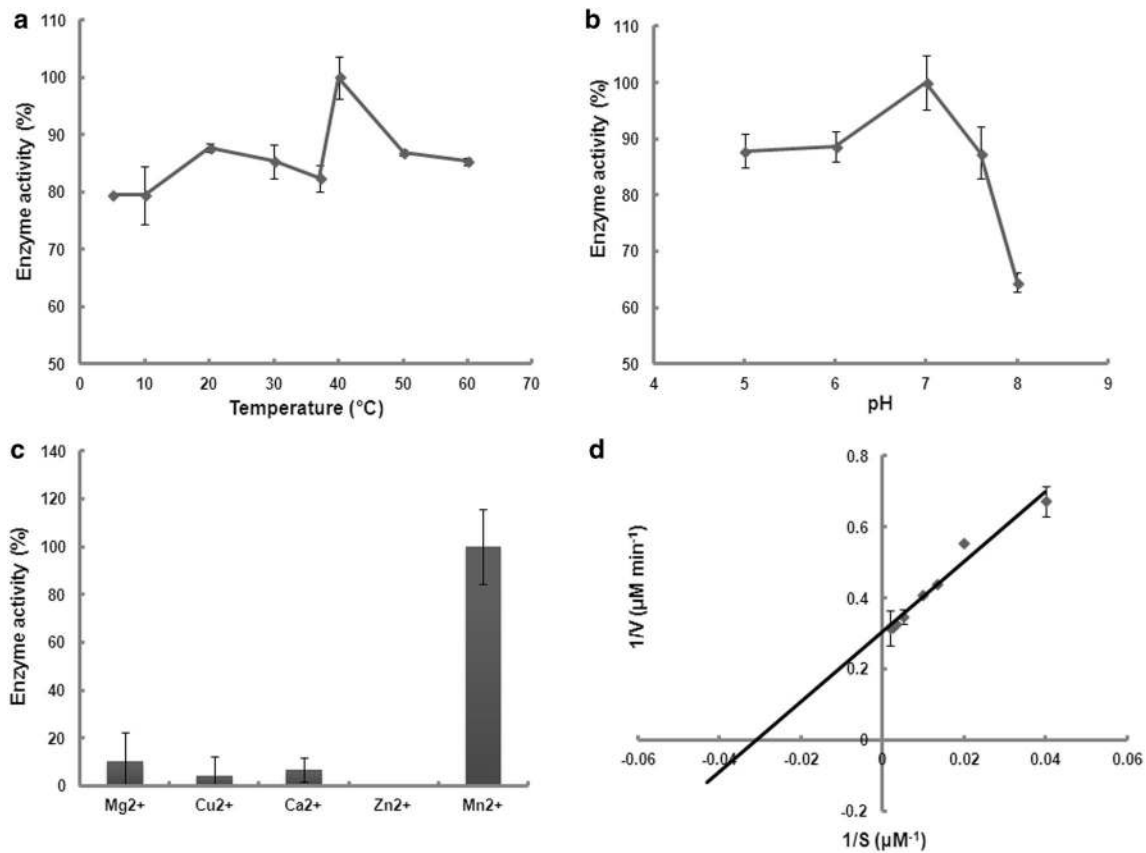 a
110
100
90
80
70
60
50
Enzyme activity (%)
0 10 20 30 40 50 60 70
Temperature (°C)
b
110
100
90
80
70
60
50
Enzyme activity (%)
4 5 6 7 8 9
pH
c
140
120
100
80
60
40
20
0
Enzyme activity (%)
Mg2+ Cu2+ Ca2+ Zn2+ Mn2+
d
0.8
0.6
0.4
0.2
0
-0.2
1/V (µM min⁻¹)
-0.06 -0.04 -0.02 0 0.02 0.04 0.06
1/S (µM⁻¹)